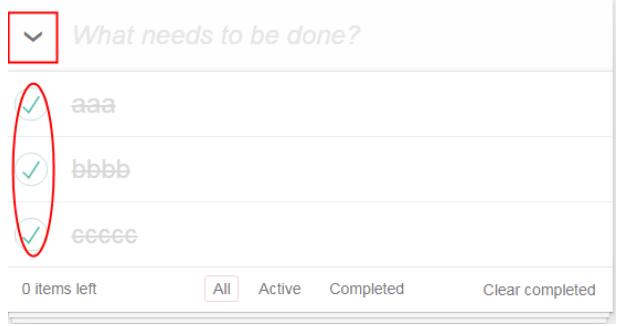 What needs to be done?
aaa
bbbb
ccccc
0 items left All Active Completed Clear completed